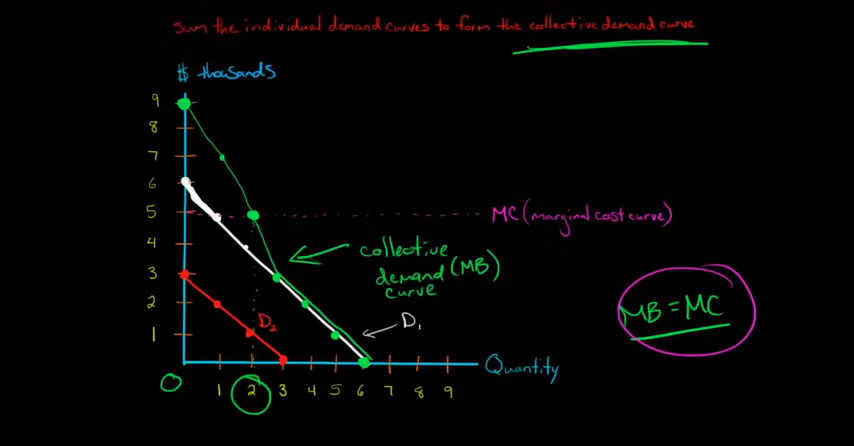 Sum the individual demand curves to form the collective demand curve
$ thousands
9
8
7
6
5
MC (marginal cost curve)
4
collective
demand (MB)
curve
3
2
D2
D1
MB = MC
1
Quantity
0
1 2 3 4 5 6 7 8 9